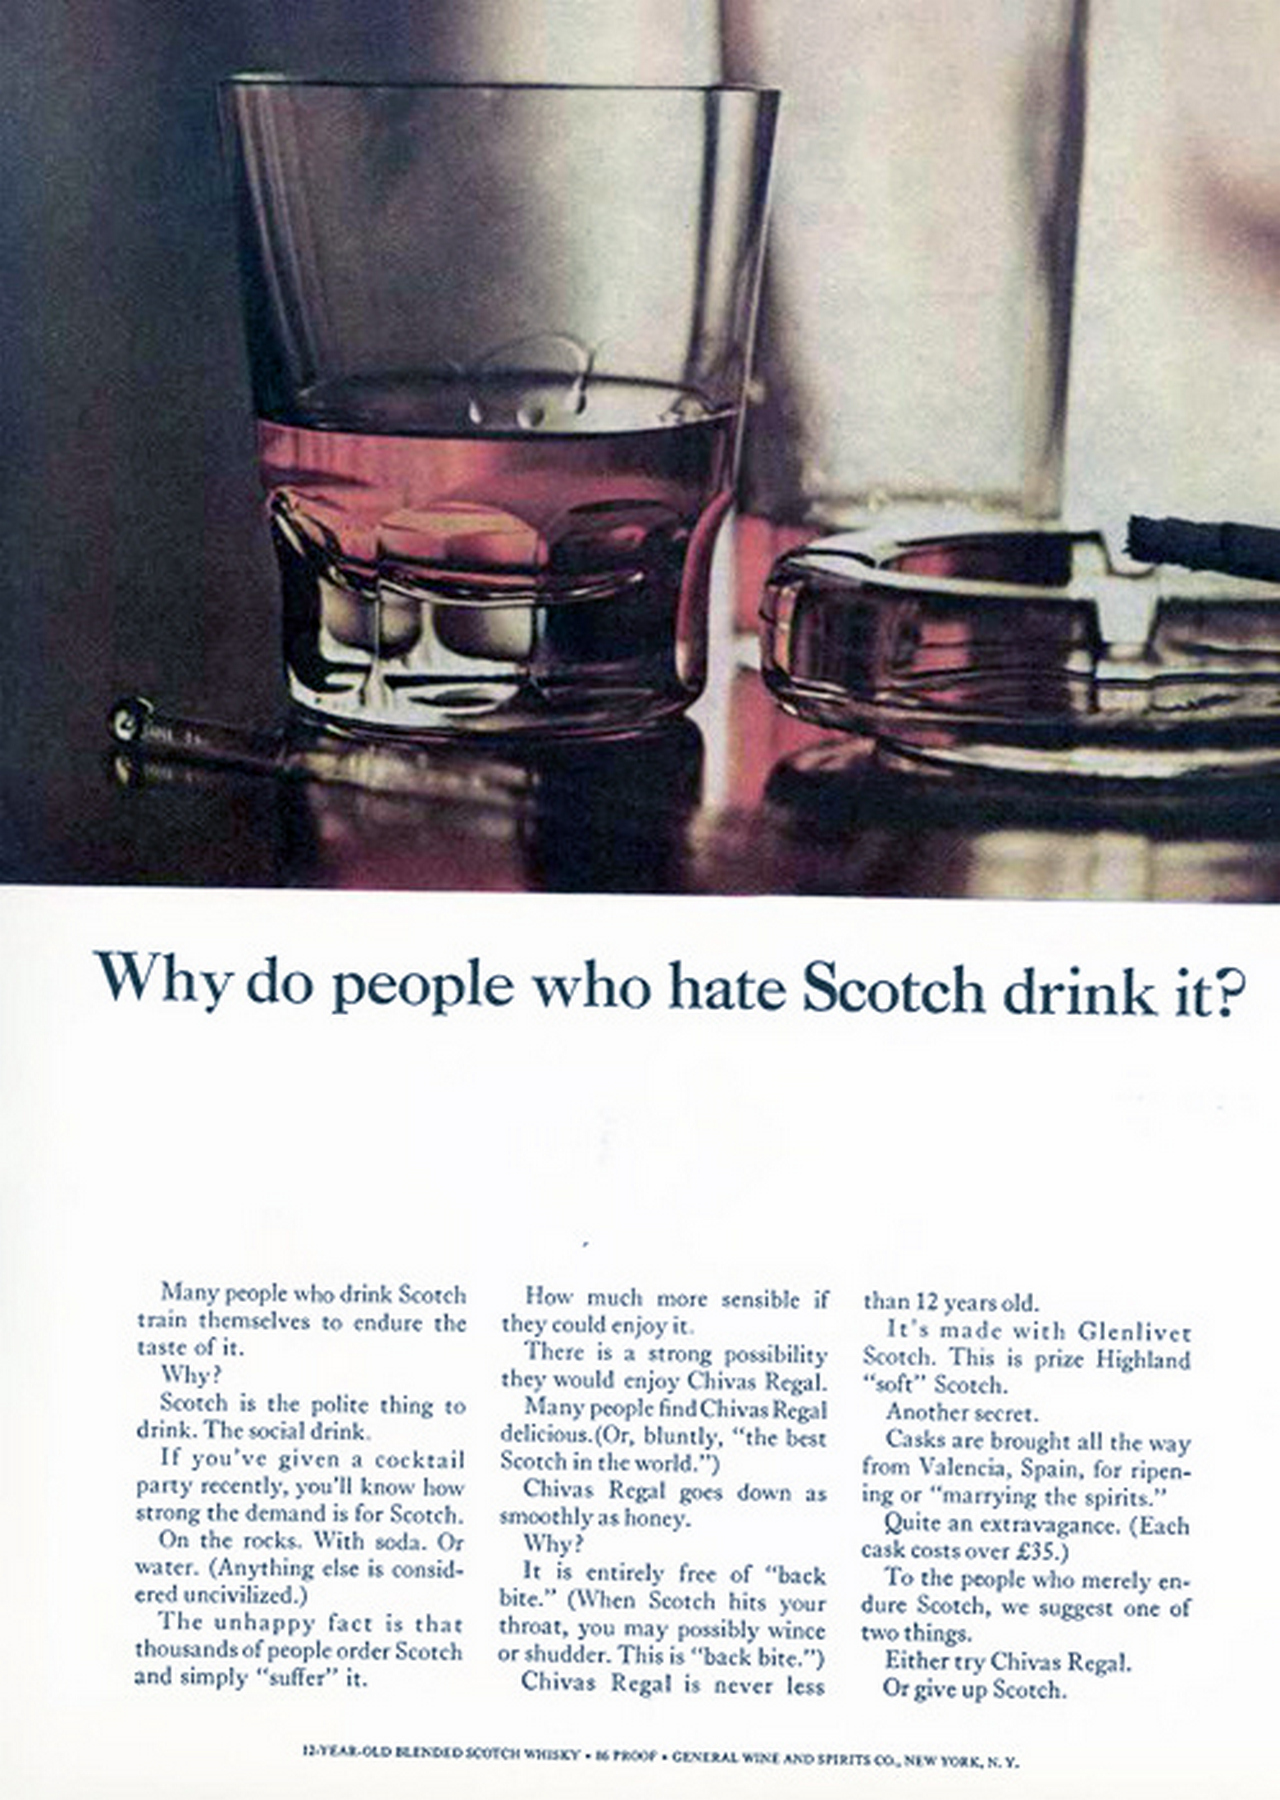 Why do people who hate Scotch drink it?
Many people who drink Scotch
train themselves to endure the
taste of it.
Why?
Scotch is the polite thing to
drink. The social drink.
If you've given a cocktail
party recently, you'll know how
strong the demand is for Scotch.
On the rocks. With soda. Or
water. (Anything else is consid-
ered uncivilized.)
The unhappy fact is that
thousands of people order Scotch
and simply “suffer” it.
How much more sensible if
they could enjoy it.
There is a strong possibility
they would enjoy Chivas Regal.
Many people find Chivas Regal
delicious.(Or, bluntly, “the best
Scotch in the world.”)
Chivas Regal goes down as
smoothly as honey.
Why?
It is entirely free of “back
bite.” (When Scotch hits your
throat, you may possibly wince
or shudder. This is “back bite.”)
Chivas Regal is never less
than 12 years old.
It's made with Glenlivet
Scotch. This is prize Highland
“soft” Scotch.
Another secret.
Casks are brought all the way
from Valencia, Spain, for ripen-
ing or “marrying the spirits.”
Quite an extravagance. (Each
cask costs over £35.)
To the people who merely en-
dure Scotch, we suggest one of
two things.
Either try Chivas Regal.
Or give up Scotch.
12-YEAR-OLD BLENDED SCOTCH WHISKY • 86 PROOF • GENERAL WINE AND SPIRITS CO., NEW YORK, N. Y.